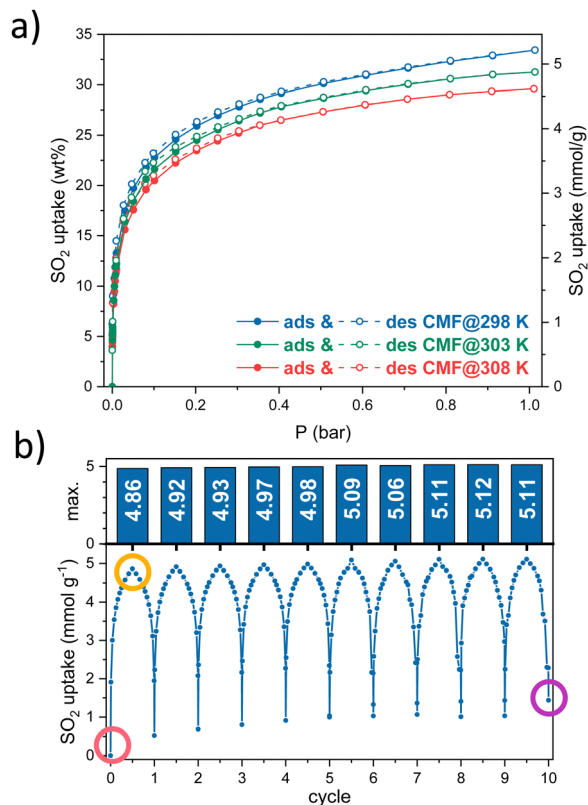 a)
35
30
25
20
15
10
5
0
SO2 uptake (wt%)
5
4
3
2
1
0
SO2 uptake (mmol/g)
ads & des CMF@298 K
ads & des CMF@303 K
ads & des CMF@308 K
0.0 0.2 0.4 0.6 0.8 1.0
P (bar)
b)
5
0
max.
4.86 4.92 4.93 4.97 4.98 5.09 5.06 5.11 5.12 5.11
5
4
3
2
1
0
SO2 uptake (mmol g⁻¹)
0 1 2 3 4 5 6 7 8 9 10
cycle